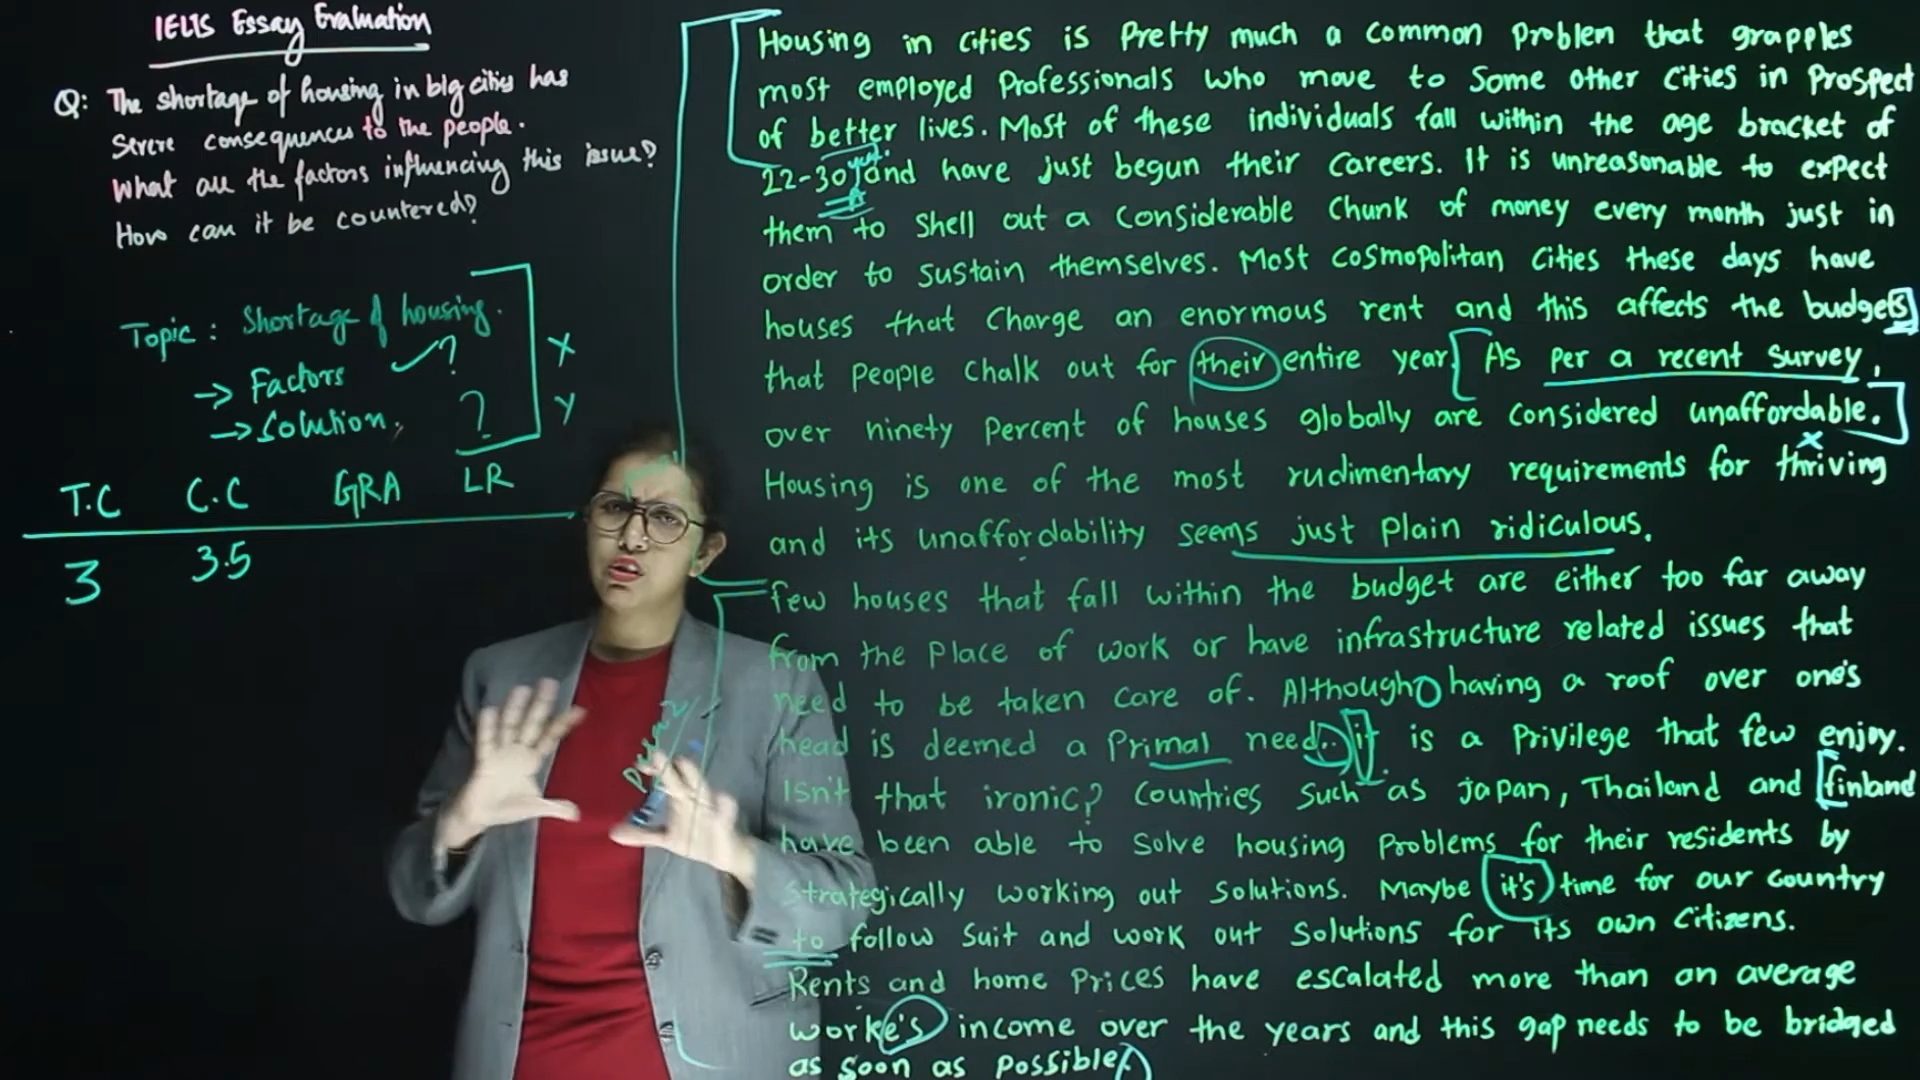 IELTS Essay Evaluation
Q: The shortage of housing in big cities has
severe consequences to the people.
What are the factors influencing this issue?
How can it be countered?
Topic: Shortage of housing.
→ Factors ✓ ?
→ Solution. ?
X
Y
T.C C.C GRA LR
3 3.5
Housing in cities is Pretty much a common Problem that grapples
most employed Professionals who move to some other cities in Prospect
of better lives. Most of these individuals fall within the age bracket of
22-30 and have just begun their careers. It is unreasonable to expect
them to shell out a considerable chunk of money every month just in
order to sustain themselves. Most cosmopolitan cities these days have
houses that charge an enormous rent and this affects the budgets
that people chalk out for their entire year. As per a recent survey,
over ninety percent of houses globally are considered unaffordable.
x
Housing is one of the most rudimentary requirements for thriving
and its unaffordability seems just plain ridiculous.
few houses that fall within the budget are either too far away
from the place of work or have infrastructure related issues that
need to be taken care of. Although having a roof over one's
head is deemed a Primal need.. it is a Privilege that few enjoy.
Isn't that ironic? Countries such as Japan, Thailand and finland
have been able to solve housing Problems for their residents by
strategically working out solutions. Maybe it's time for our country
to follow suit and work out solutions for its own citizens.
Rents and home Prices have escalated more than an average
worke's income over the years and this gap needs to be bridged
as soon as possible